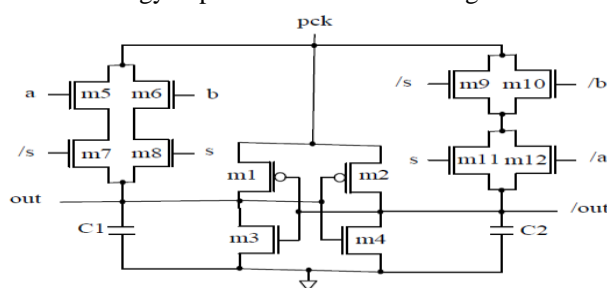 pck
a m5 m6 b
/s m9 m10 /b
/s m7 m8 s
s m11 m12 /a
m1 m2
out /out
C1 m3 m4 C2